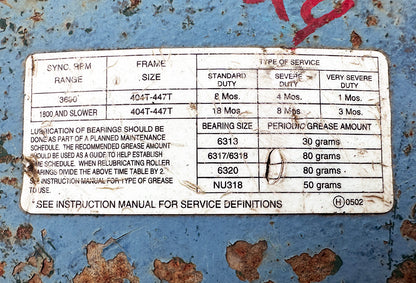 SYNC. RPM RANGE FRAME SIZE TYPE OF SERVICE
STANDARD DUTY SEVERE DUTY VERY SEVERE DUTY
3600 404T-447T 6 Mos. 4 Mos. 1 Mos.
1800 AND SLOWER 404T-447T 18 Mos. 8 Mos. 3 Mos.
LUBRICATION OF BEARINGS SHOULD BE
DONE AS PART OF A PLANNED MAINTENANCE
SCHEDULE. THE RECOMMENDED GREASE AMOUNT
SHOULD BE USED AS A GUIDE TO HELP ESTABLISH
SCHEDULE. WHEN RELUBRICATING ROLLER
BEARINGS DIVIDE THE ABOVE TIME TABLE BY 2.
SEE INSTRUCTION MANUAL FOR TYPE OF GREASE
TO USE.
BEARING SIZE PERIODIC GREASE AMOUNT
6313 30 grams
6317/6318 80 grams
6320 80 grams
NU318 50 grams
*SEE INSTRUCTION MANUAL FOR SERVICE DEFINITIONS
H 0502